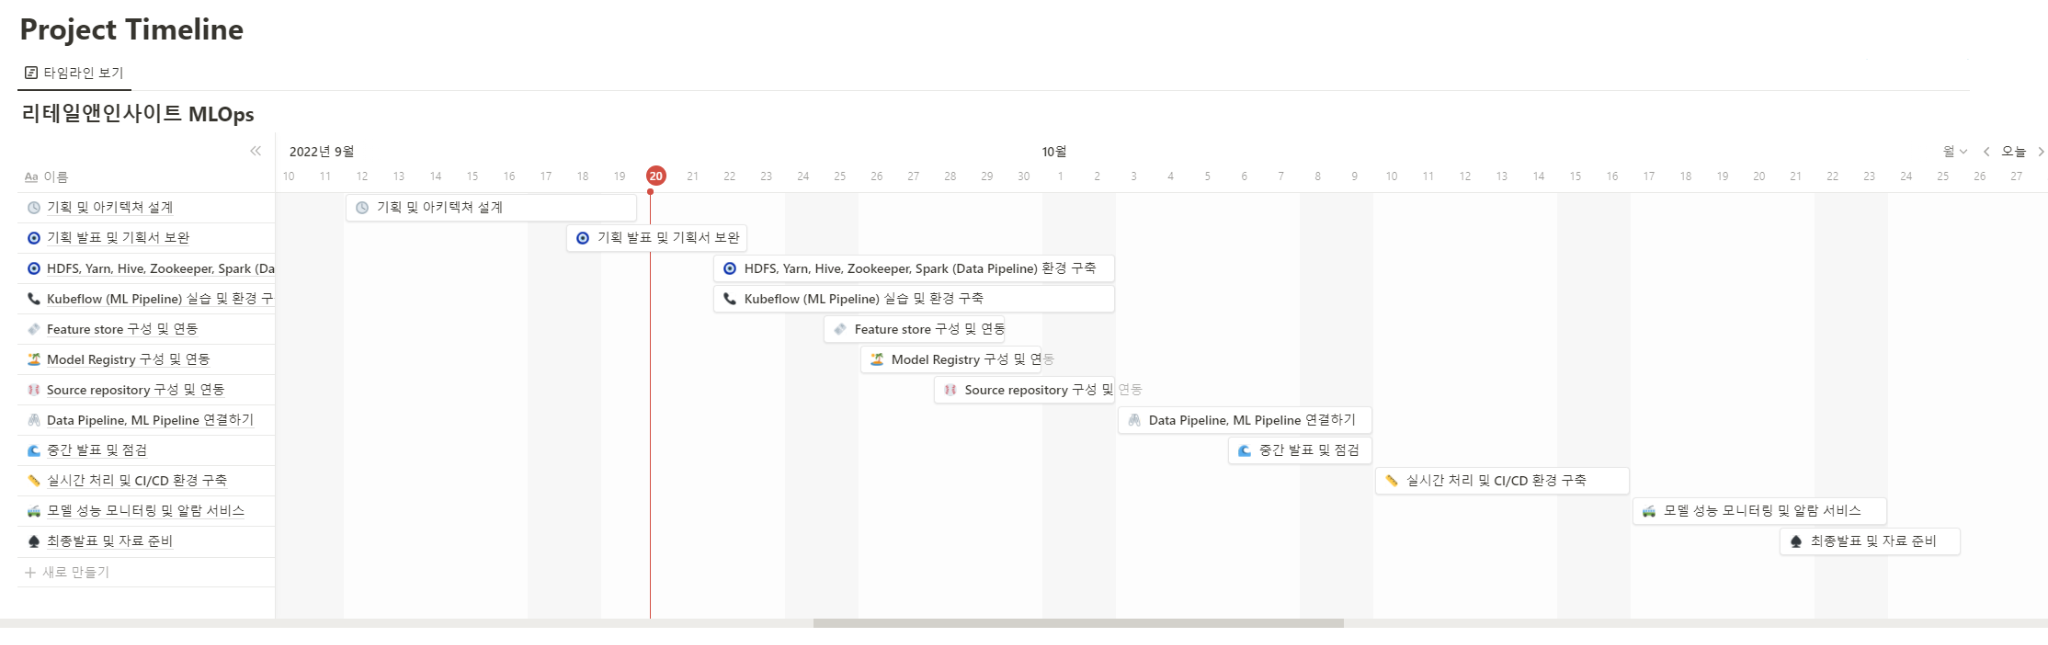 Project Timeline
타임라인 보기
리테일앤인사이트 MLOps
2022년 9월 10월 월 오늘
Aa 이름 10 11 12 13 14 15 16 17 18 19 20 21 22 23 24 25 26 27 28 29 30 1 2 3 4 5 6 7 8 9 10 11 12 13 14 15 16 17 18 19 20 21 22 23 24 25 26 27
기획 및 아키텍쳐 설계 기획 및 아키텍쳐 설계
기획 발표 및 기획서 보완 기획 발표 및 기획서 보완
HDFS, Yarn, Hive, Zookeeper, Spark (Da HDFS, Yarn, Hive, Zookeeper, Spark (Data Pipeline) 환경 구축
Kubeflow (ML Pipeline) 실습 및 환경 구 Kubeflow (ML Pipeline) 실습 및 환경 구축
Feature store 구성 및 연동 Feature store 구성 및 연동
Model Registry 구성 및 연동 Model Registry 구성 및 연동
Source repository 구성 및 연동 Source repository 구성 및 연동
Data Pipeline, ML Pipeline 연결하기 Data Pipeline, ML Pipeline 연결하기
중간 발표 및 점검 중간 발표 및 점검
실시간 처리 및 CI/CD 환경 구축 실시간 처리 및 CI/CD 환경 구축
모델 성능 모니터링 및 알람 서비스 모델 성능 모니터링 및 알람 서비스
최종발표 및 자료 준비 최종발표 및 자료 준비
새로 만들기